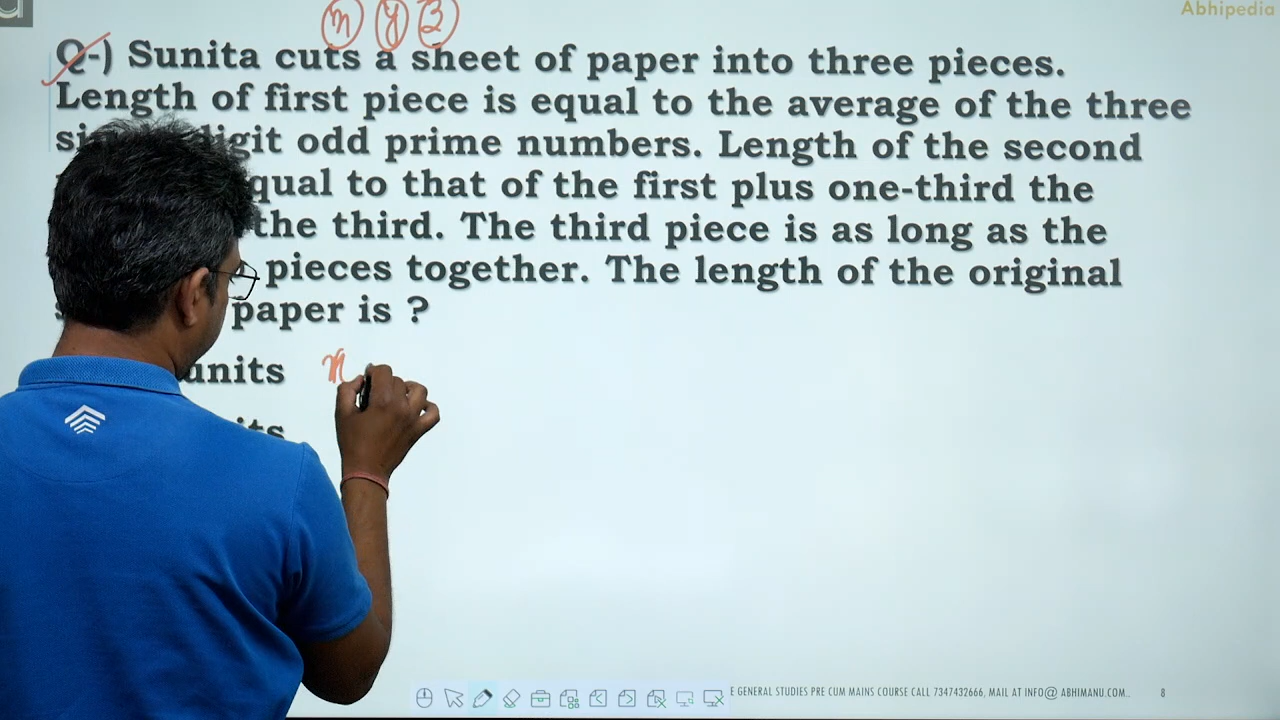 Abhipedia
x y z
Q-) Sunita cuts a sheet of paper into three pieces.
Length of first piece is equal to the average of the three
digit odd prime numbers. Length of the second
equal to that of the first plus one-third the
the third. The third piece is as long as the
pieces together. The length of the original
paper is ?
units
x
E GENERAL STUDIES PRE CUM MAINS COURSE CALL 7347432666, MAIL AT INFO@ ABHIMANU.COM..
8